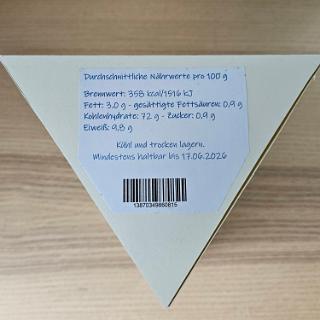 Durchschnittliche Nährwerte pro 100 g
Brennwert: 358 kcal/1516 kJ
Fett: 3,0 g - gesättigte Fettsäuren: 0,9 g
Kohlenhydrate: 72 g - Zucker: 0,9 g
Eiweiß: 9,8 g
Kühl und trocken lagern.
Mindestens haltbar bis 17.06.2026
13870349860815